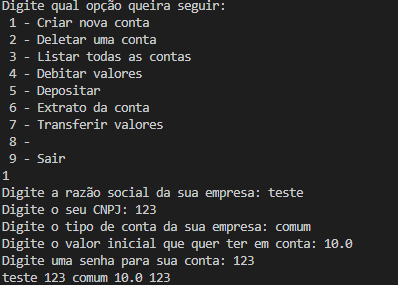 Digite qual opção queira seguir:
1 - Criar nova conta
2 - Deletar uma conta
3 - Listar todas as contas
4 - Debitar valores
5 - Depositar
6 - Extrato da conta
7 - Transferir valores
8 -
9 - Sair
1
Digite a razão social da sua empresa: teste
Digite o seu CNPJ: 123
Digite o tipo de conta da sua empresa: comum
Digite o valor inicial que quer ter em conta: 10.0
Digite uma senha para sua conta: 123
teste 123 comum 10.0 123